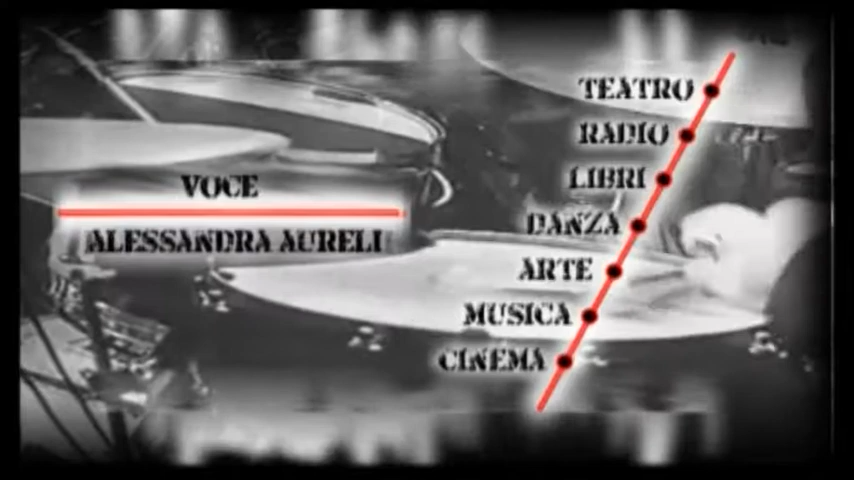 VOCE
ALESSANDRA AURELI
TEATRO
RADIO
LIBRI
DANZA
ARTE
MUSICA
CINEMA